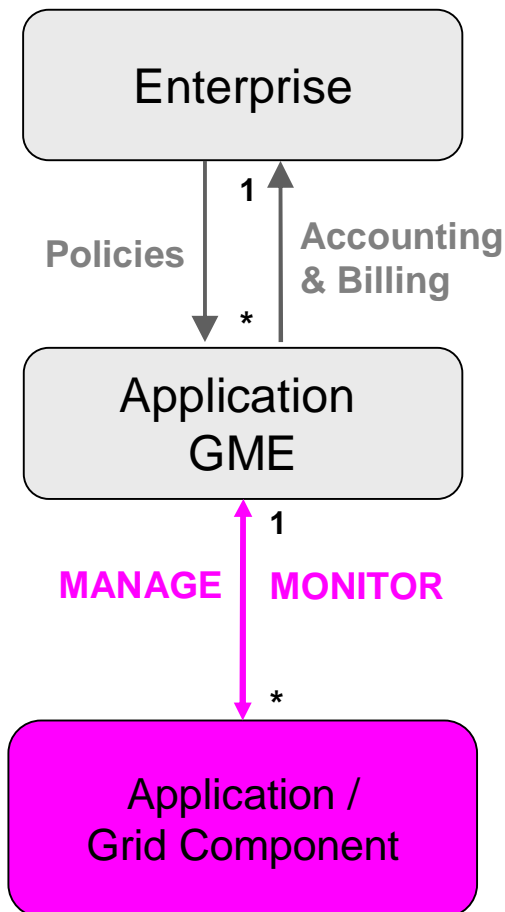 Enterprise
1
Policies
Accounting
& Billing
*
Application
GME
1
MANAGE
MONITOR
*
Application /
Grid Component